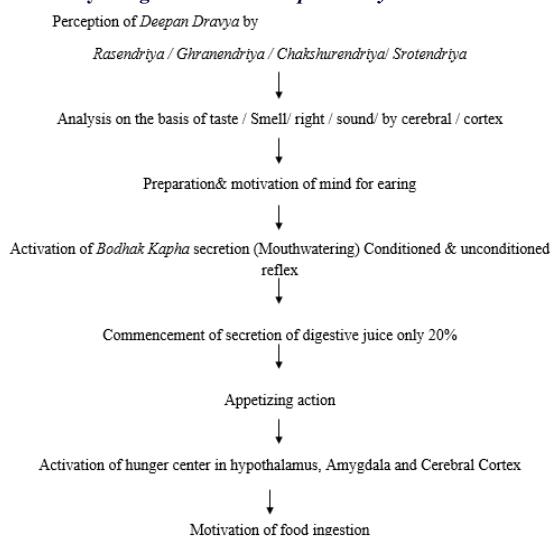 Perception of Deepan Dravya by
Rasendriya / Ghranendriya / Chakshurendriya/ Srotendriya
Analysis on the basis of taste / Smell/ right / sound/ by cerebral / cortex
Preparation& motivation of mind for earing
Activation of Bodhak Kapha secretion (Mouthwatering) Conditioned & unconditioned
reflex
Commencement of secretion of digestive juice only 20%
Appetizing action
Activation of hunger center in hypothalamus, Amygdala and Cerebral Cortex
Motivation of food ingestion